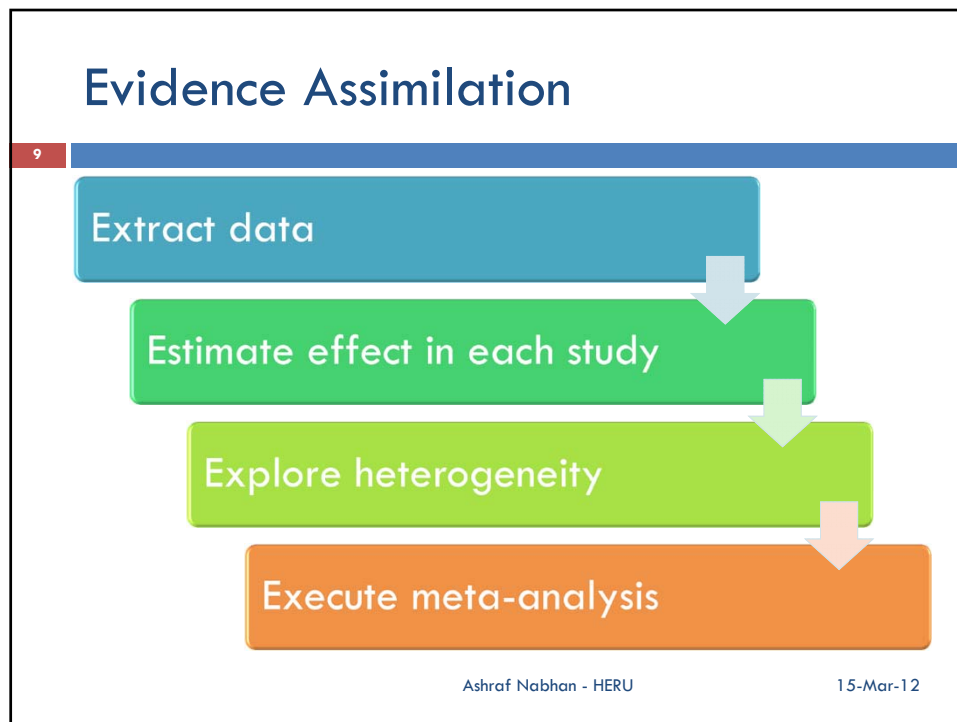 Evidence Assimilation
9
Extract data
Estimate effect in each study
Explore heterogeneity
Execute meta-analysis
Ashraf Nabhan - HERU 15-Mar-12